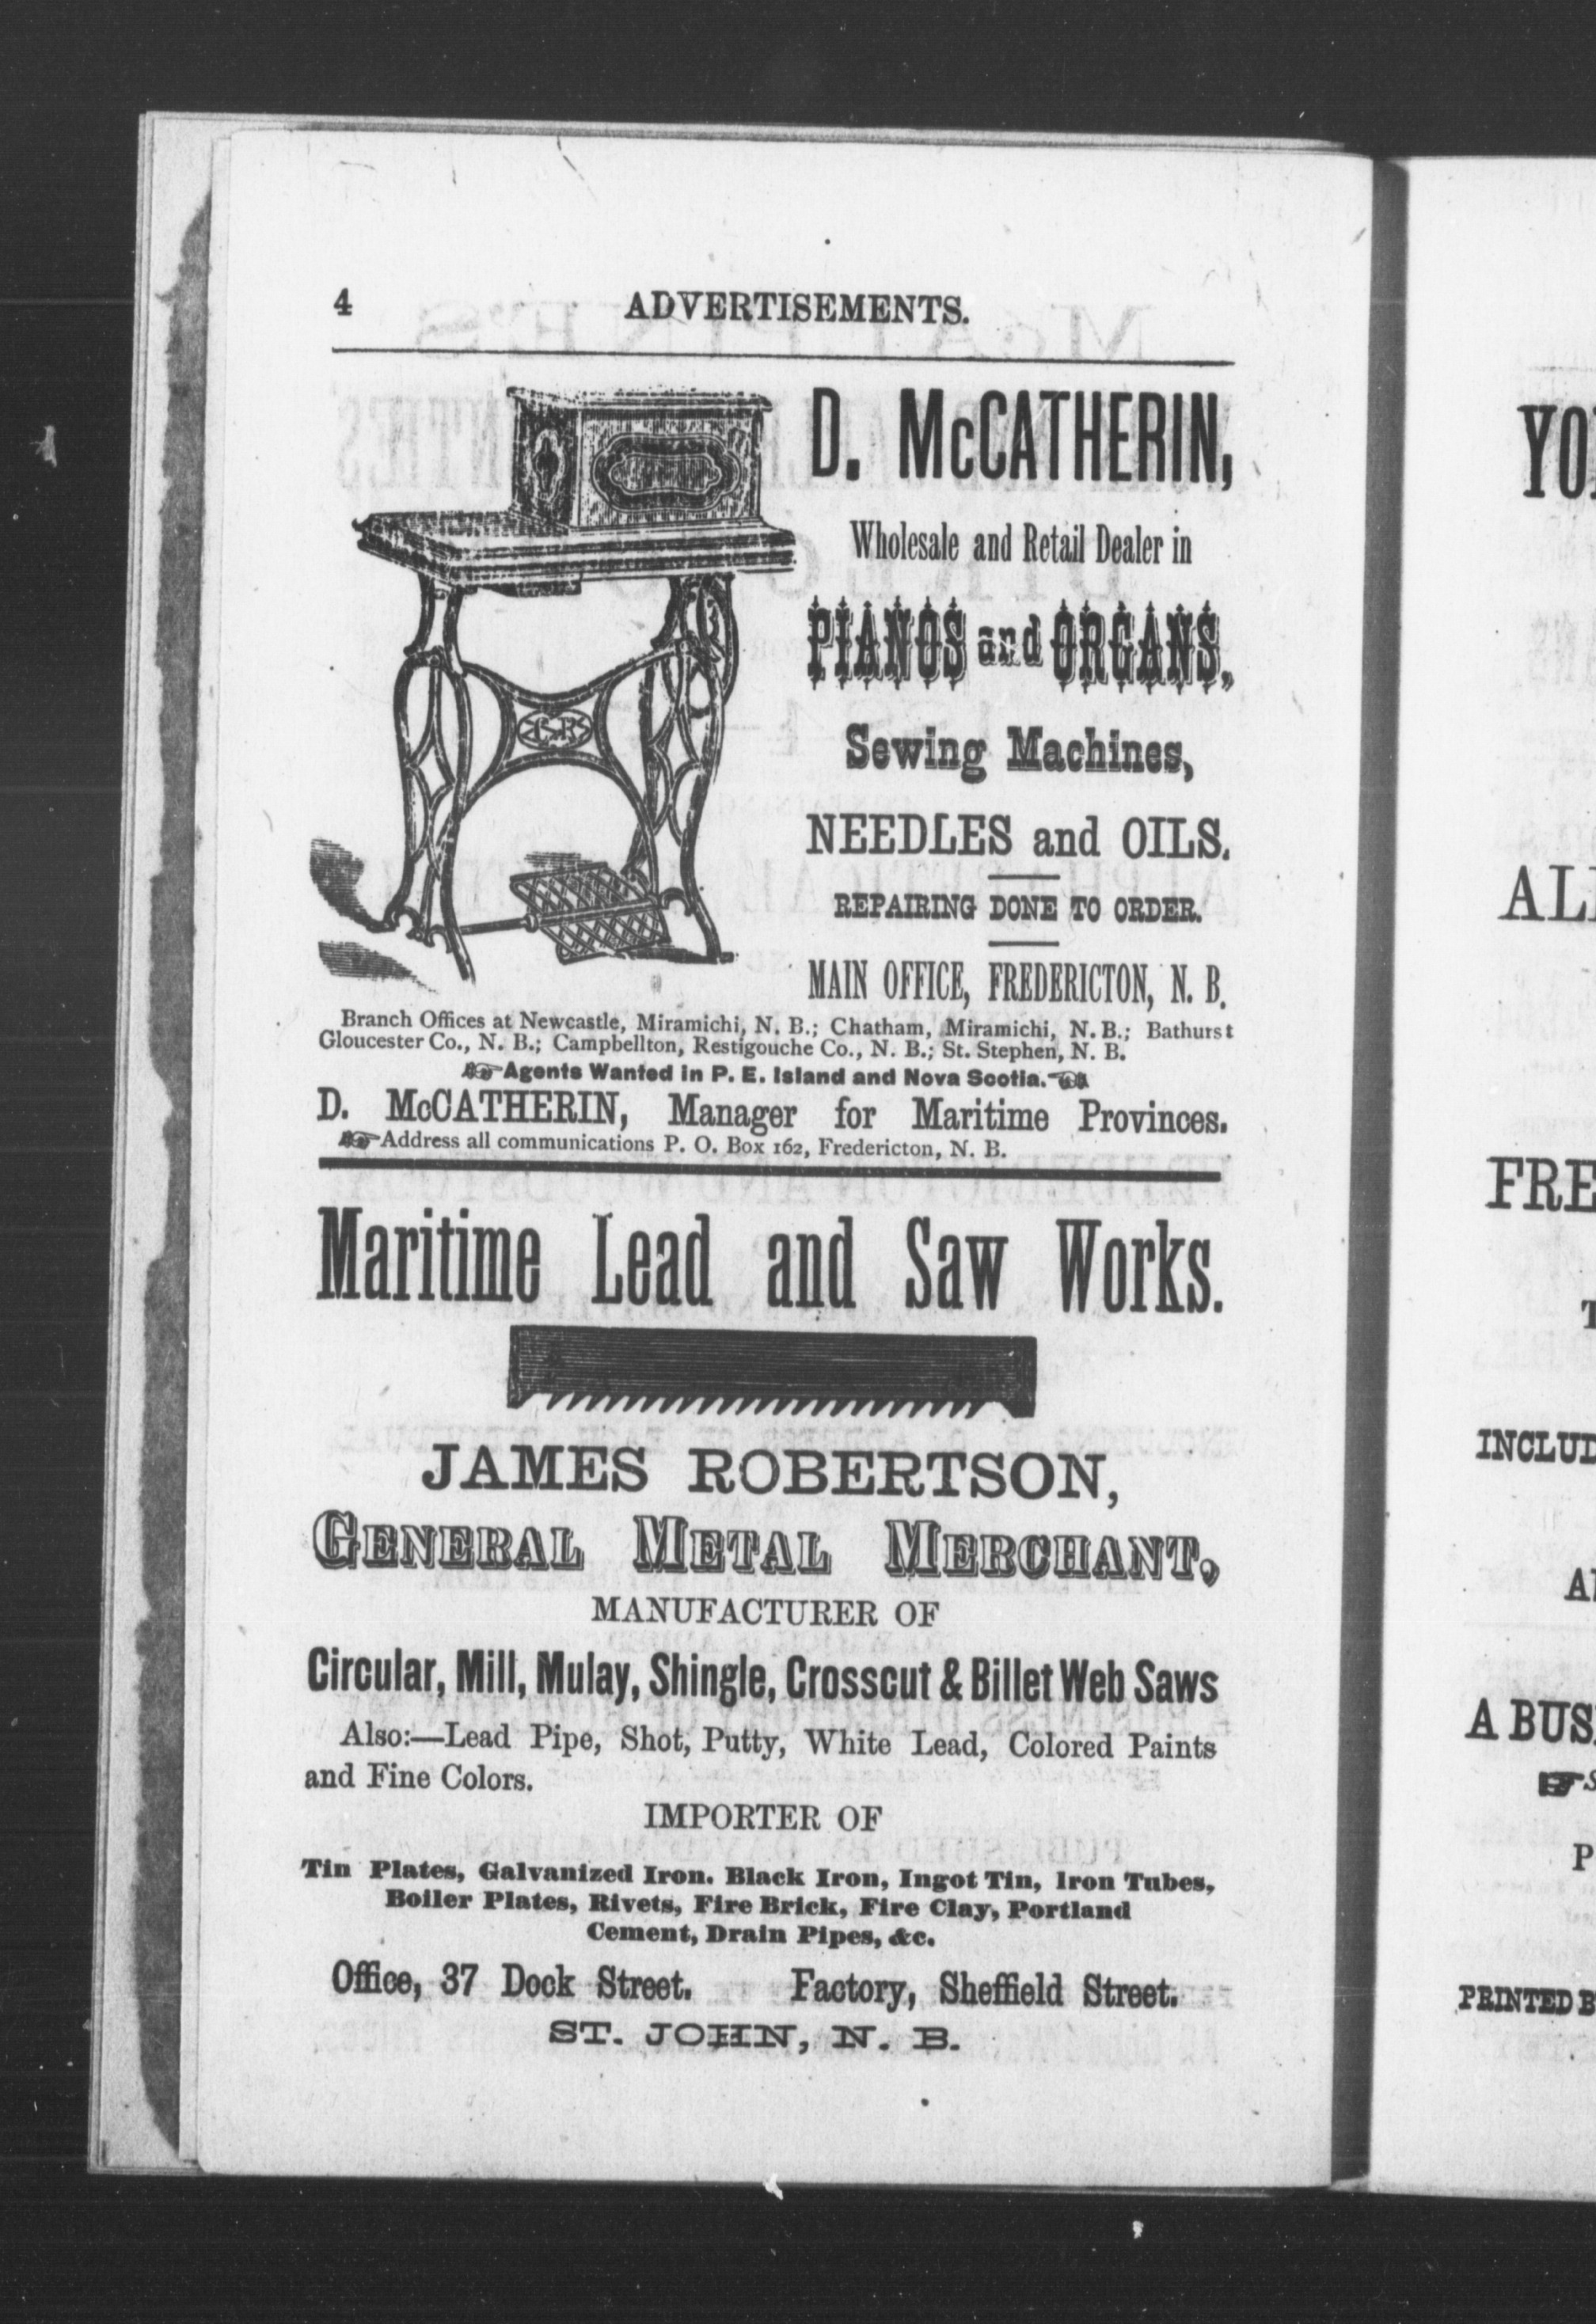 4 ADVERTISEMENTS.
D. McCATHERIN,
Wholesale and Retail Dealer in
PIANOS and ORGANS,
Sewing Machines,
NEEDLES and OILS.
REPAIRING DONE TO ORDER.
MAIN OFFICE, FREDERICTON, N. B.
Branch Offices at Newcastle, Miramichi, N. B.; Chatham, Miramichi, N. B.; Bathurst
Gloucester Co., N. B.; Campbellton, Restigouche Co., N. B.; St. Stephen, N. B.
Agents Wanted in P. E. Island and Nova Scotia.
D. McCATHERIN, Manager for Maritime Provinces.
Address all communications P. O. Box 162, Fredericton, N. B.
Maritime Lead and Saw Works.
JAMES ROBERTSON,
GENERAL METAL MERCHANT,
MANUFACTURER OF
Circular, Mill, Mulay, Shingle, Crosscut & Billet Web Saws
Also:—Lead Pipe, Shot, Putty, White Lead, Colored Paints
and Fine Colors.
IMPORTER OF
Tin Plates, Galvanized Iron. Black Iron, Ingot Tin, Iron Tubes,
Boiler Plates, Rivets, Fire Brick, Fire Clay, Portland
Cement, Drain Pipes, &c.
Office, 37 Dock Street. Factory, Sheffield Street.
ST. JOHN, N. B.
YO
AL
FRE
T
INCLUD
A BUS
P
PRINTED B